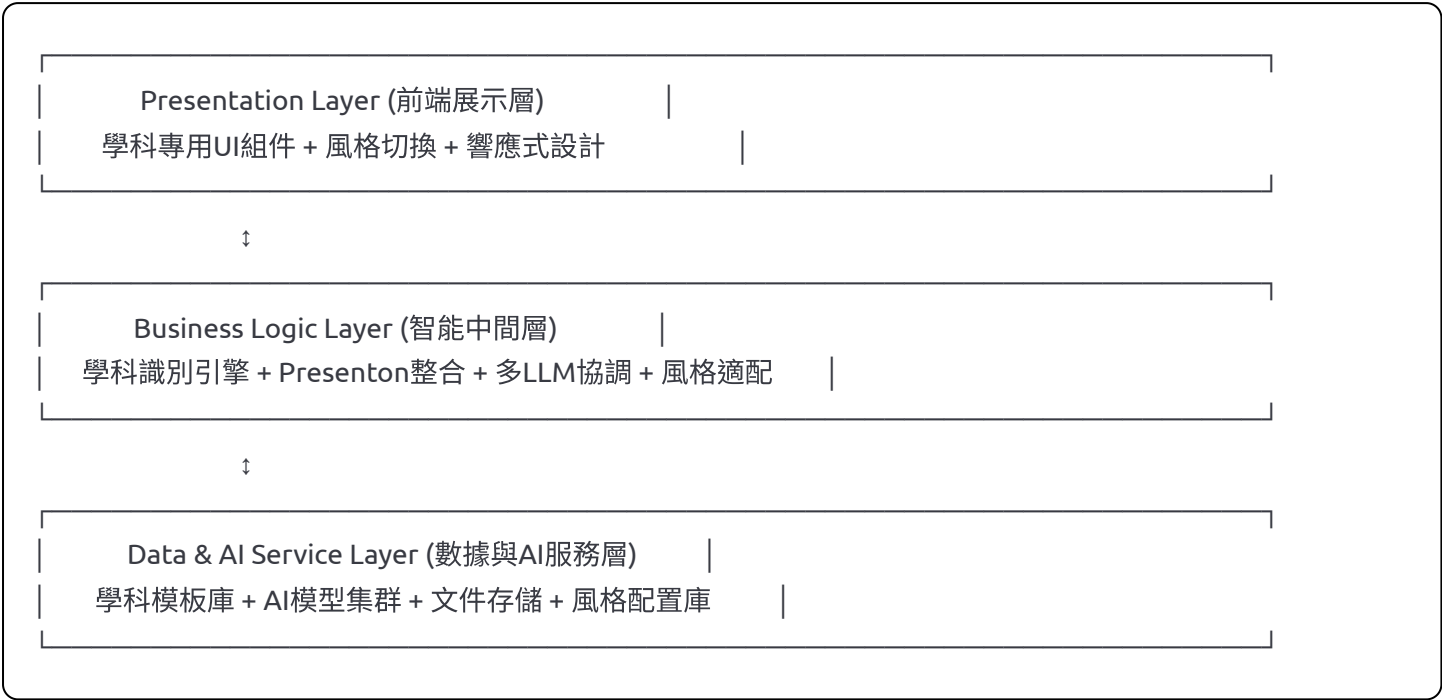 Presentation Layer (前端展示層)
學科專用UI組件 + 風格切換 + 響應式設計
↕
Business Logic Layer (智能中間層)
學科識別引擎 + Presenton整合 + 多LLM協調 + 風格適配
↕
Data & AI Service Layer (數據與AI服務層)
學科模板庫 + AI模型集群 + 文件存儲 + 風格配置庫